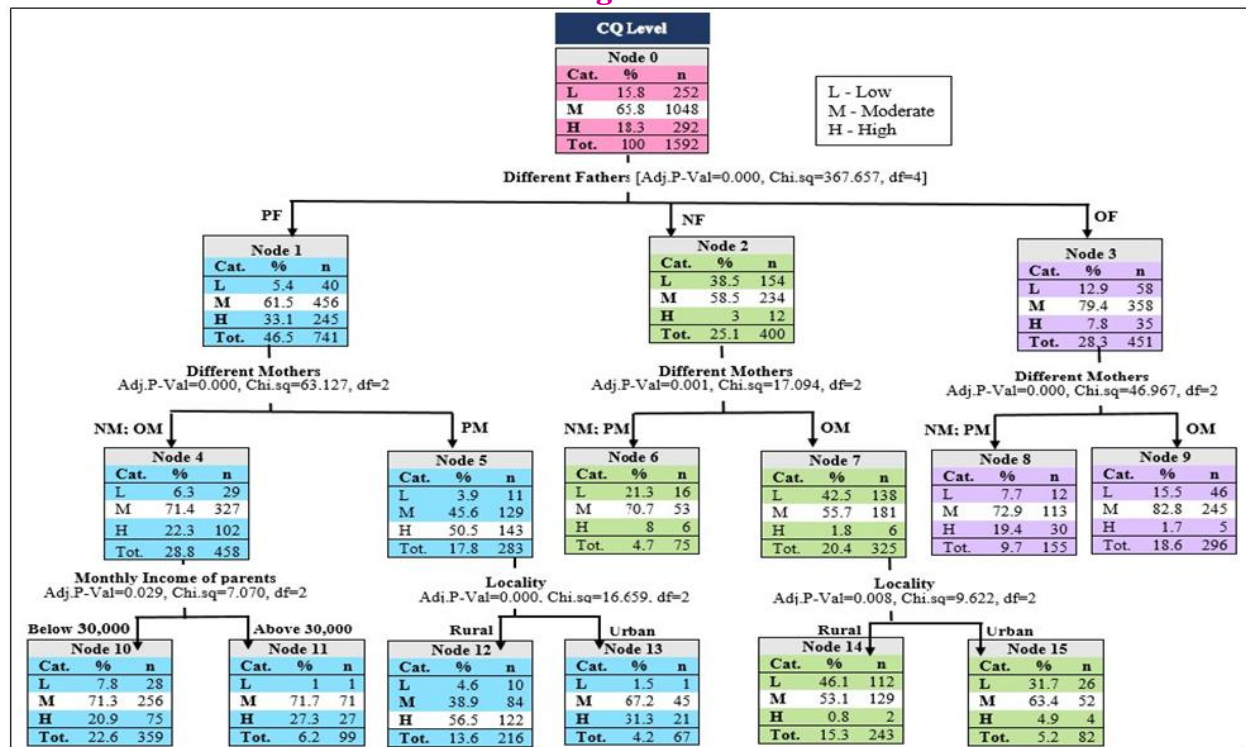 CQ Level
Node 0
Cat. % n
L 15.8 252
M 65.8 1048
H 18.3 292
Tot. 100 1592
L - Low
M - Moderate
H - High
Different Fathers [Adj.P-Val=0.000, Chi.sq=367.657, df=4]
PF
NF
OF
Node 1
Cat. % n
L 5.4 40
M 61.5 456
H 33.1 245
Tot. 46.5 741
Node 2
Cat. % n
L 38.5 154
M 58.5 234
H 3 12
Tot. 25.1 400
Node 3
Cat. % n
L 12.9 58
M 79.4 358
H 7.8 35
Tot. 28.3 451
Different Mothers
Adj.P-Val=0.000, Chi.sq=63.127, df=2
Different Mothers
Adj.P-Val=0.001, Chi.sq=17.094, df=2
Different Mothers
Adj.P-Val=0.000, Chi.sq=46.967, df=2
NM; OM
PM
NM; PM
OM
NM; PM
OM
Node 4
Cat. % n
L 6.3 29
M 71.4 327
H 22.3 102
Tot. 28.8 458
Node 5
Cat. % n
L 3.9 11
M 45.6 129
H 50.5 143
Tot. 17.8 283
Node 6
Cat. % n
L 21.3 16
M 70.7 53
H 8 6
Tot. 4.7 75
Node 7
Cat. % n
L 42.5 138
M 55.7 181
H 1.8 6
Tot. 20.4 325
Node 8
Cat. % n
L 7.7 12
M 72.9 113
H 19.4 30
Tot. 9.7 155
Node 9
Cat. % n
L 15.5 46
M 82.8 245
H 1.7 5
Tot. 18.6 296
Monthly Income of parents
Adj.P-Val=0.029, Chi.sq=7.070, df=2
Locality
Adj.P-Val=0.000, Chi.sq=16.659, df=2
Locality
Adj.P-Val=0.008, Chi.sq=9.622, df=2
Below 30,000
Above 30,000
Rural
Urban
Rural
Urban
Node 10
Cat. % n
L 7.8 28
M 71.3 256
H 20.9 75
Tot. 22.6 359
Node 11
Cat. % n
L 1 1
M 71.7 71
H 27.3 27
Tot. 6.2 99
Node 12
Cat. % n
L 4.6 10
M 38.9 84
H 56.5 122
Tot. 13.6 216
Node 13
Cat. % n
L 1.5 1
M 67.2 45
H 31.3 21
Tot. 4.2 67
Node 14
Cat. % n
L 46.1 112
M 53.1 129
H 0.8 2
Tot. 15.3 243
Node 15
Cat. % n
L 31.7 26
M 63.4 52
H 4.9 4
Tot. 5.2 82